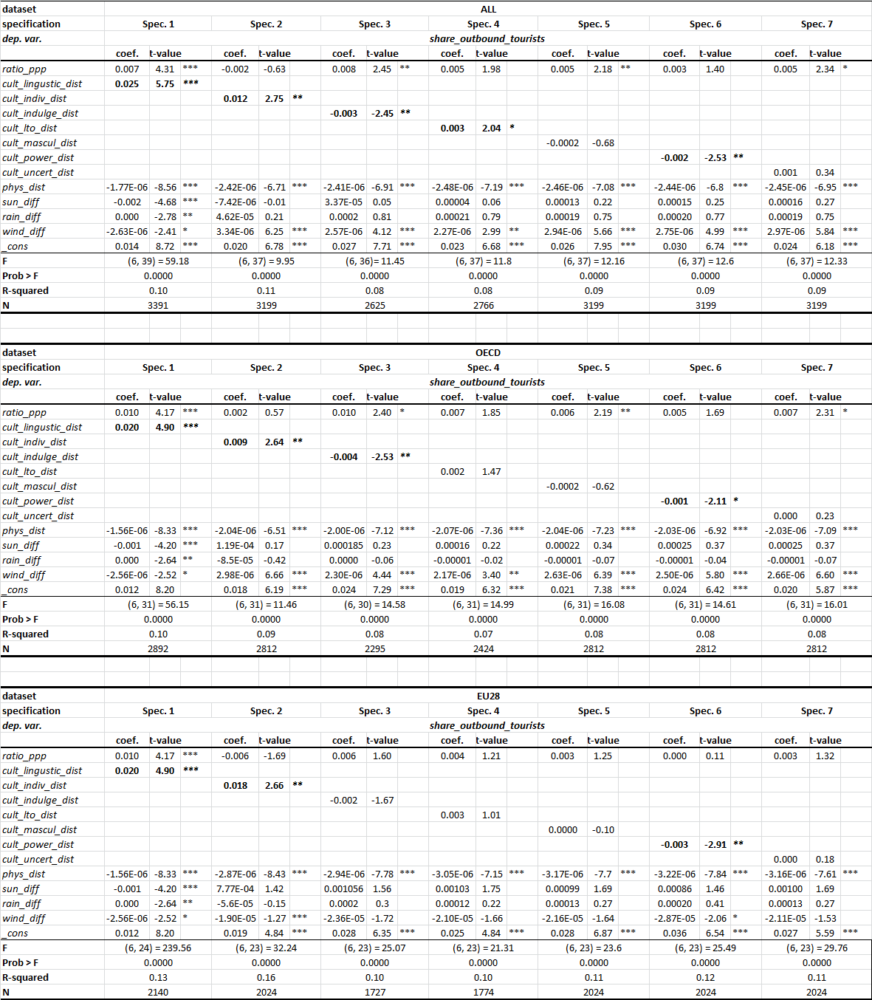 dataset ALL
specification Spec. 1 Spec. 2 Spec. 3 Spec. 4 Spec. 5 Spec. 6 Spec. 7
dep. var. share_outbound_tourists
coef. t-value coef. t-value coef. t-value coef. t-value coef. t-value coef. t-value coef. t-value
ratio_ppp 0.007 4.31 *** -0.002 -0.63 0.008 2.45 ** 0.005 1.98 0.005 2.18 ** 0.003 1.40 0.005 2.34 *
cult_lingustic_dist 0.025 5.75 ***
cult_indiv_dist 0.012 2.75 **
cult_indulge_dist -0.003 -2.45 **
cult_lto_dist 0.003 2.04 *
cult_mascul_dist -0.0002 -0.68
cult_power_dist -0.002 -2.53 **
cult_uncert_dist 0.001 0.34
phys_dist -1.77E-06 -8.56 *** -2.42E-06 -6.71 *** -2.41E-06 -6.91 *** -2.48E-06 -7.19 *** -2.46E-06 -7.08 *** -2.44E-06 -6.8 *** -2.45E-06 -6.95 ***
sun_diff -0.002 -4.68 *** -7.42E-06 -0.01 3.37E-05 0.05 0.00004 0.06 0.00013 0.22 0.00015 0.25 0.00016 0.27
rain_diff 0.000 -2.78 ** 4.62E-05 0.21 0.0002 0.81 0.00021 0.79 0.00019 0.75 0.00020 0.77 0.00019 0.75
wind_diff -2.63E-06 -2.41 * 3.34E-06 6.25 *** 2.57E-06 4.12 *** 2.27E-06 2.99 ** 2.94E-06 5.66 *** 2.75E-06 4.99 *** 2.97E-06 5.84 ***
_cons 0.014 8.72 *** 0.020 6.78 *** 0.027 7.71 *** 0.023 6.68 *** 0.026 7.95 *** 0.030 6.74 *** 0.024 6.18 ***
F (6, 39) = 59.18 (6, 37) = 9.95 (6, 36)= 11.45 (6, 37) = 11.8 (6, 37) = 12.16 (6, 37) = 12.6 (6, 37) = 12.33
Prob > F 0.0000 0.0000 0.0000 0.0000 0.0000 0.0000 0.0000
R-squared 0.10 0.11 0.08 0.08 0.09 0.09 0.09
N 3391 3199 2625 2766 3199 3199 3199
dataset OECD
specification Spec. 1 Spec. 2 Spec. 3 Spec. 4 Spec. 5 Spec. 6 Spec. 7
dep. var. share_outbound_tourists
coef. t-value coef. t-value coef. t-value coef. t-value coef. t-value coef. t-value coef. t-value
ratio_ppp 0.010 4.17 *** 0.002 0.57 0.010 2.40 * 0.007 1.85 0.006 2.19 ** 0.005 1.69 0.007 2.31 *
cult_lingustic_dist 0.020 4.90 ***
cult_indiv_dist 0.009 2.64 **
cult_indulge_dist -0.004 -2.53 **
cult_lto_dist 0.002 1.47
cult_mascul_dist -0.0002 -0.62
cult_power_dist -0.001 -2.11 *
cult_uncert_dist 0.000 0.23
phys_dist -1.56E-06 -8.33 *** -2.04E-06 -6.51 *** -2.00E-06 -7.12 *** -2.07E-06 -7.36 *** -2.04E-06 -7.23 *** -2.03E-06 -6.92 *** -2.03E-06 -7.09 ***
sun_diff -0.001 -4.20 *** 1.19E-04 0.17 0.000185 0.23 0.00016 0.22 0.00022 0.34 0.00025 0.37 0.00025 0.37
rain_diff 0.000 -2.64 ** -8.5E-05 -0.42 0.0000 -0.06 -0.00001 -0.02 -0.00001 -0.07 -0.00001 -0.04 -0.00001 -0.07
wind_diff -2.56E-06 -2.52 * 2.98E-06 6.66 *** 2.30E-06 4.44 *** 2.17E-06 3.40 ** 2.63E-06 6.39 *** 2.50E-06 5.80 *** 2.66E-06 6.60 ***
_cons 0.012 8.20 0.018 6.19 *** 0.024 7.29 *** 0.019 6.32 *** 0.021 7.38 *** 0.024 6.42 *** 0.020 5.87 ***
F (6, 31) = 56.15 (6, 31) = 11.46 (6, 30) = 14.58 (6, 31) = 14.99 (6, 31) = 16.08 (6, 31) = 14.61 (6, 31) = 16.01
Prob > F 0.0000 0.0000 0.0000 0.0000 0.0000 0.0000 0.0000
R-squared 0.10 0.09 0.08 0.07 0.08 0.08 0.08
N 2892 2812 2295 2424 2812 2812 2812
dataset EU28
specification Spec. 1 Spec. 2 Spec. 3 Spec. 4 Spec. 5 Spec. 6 Spec. 7
dep. var. share_outbound_tourists
coef. t-value coef. t-value coef. t-value coef. t-value coef. t-value coef. t-value coef. t-value
ratio_ppp 0.010 4.17 *** -0.006 -1.69 0.006 1.60 0.004 1.21 0.003 1.25 0.000 0.11 0.003 1.32
cult_lingustic_dist 0.020 4.90 ***
cult_indiv_dist 0.018 2.66 **
cult_indulge_dist -0.002 -1.67
cult_lto_dist 0.003 1.01
cult_mascul_dist 0.0000 -0.10
cult_power_dist -0.003 -2.91 **
cult_uncert_dist 0.000 0.18
phys_dist -1.56E-06 -8.33 *** -2.87E-06 -8.43 *** -2.94E-06 -7.78 *** -3.05E-06 -7.15 *** -3.17E-06 -7.7 *** -3.22E-06 -7.84 *** -3.16E-06 -7.61 ***
sun_diff -0.001 -4.20 *** 7.77E-04 1.42 0.001056 1.56 0.00103 1.75 0.00099 1.69 0.00086 1.46 0.00100 1.69
rain_diff 0.000 -2.64 ** -5.6E-05 -0.15 0.0002 0.3 0.00012 0.22 0.00013 0.27 0.00020 0.41 0.00013 0.27
wind_diff -2.56E-06 -2.52 * -1.90E-05 -1.27 *** -2.36E-05 -1.72 -2.10E-05 -1.66 -2.16E-05 -1.64 -2.87E-05 -2.06 * -2.11E-05 -1.53
_cons 0.012 8.20 0.019 4.84 *** 0.028 6.35 *** 0.025 4.84 *** 0.028 6.87 *** 0.036 6.54 *** 0.027 5.59 ***
F (6, 24) = 239.56 (6, 23) = 32.24 (6, 23) = 25.07 (6, 23) = 21.31 (6, 23) = 23.6 (6, 23) = 25.49 (6, 23) = 29.76
Prob > F 0.0000 0.0000 0.0000 0.0000 0.0000 0.0000 0.0000
R-squared 0.13 0.16 0.10 0.10 0.11 0.12 0.11
N 2140 2024 1727 1774 2024 2024 2024